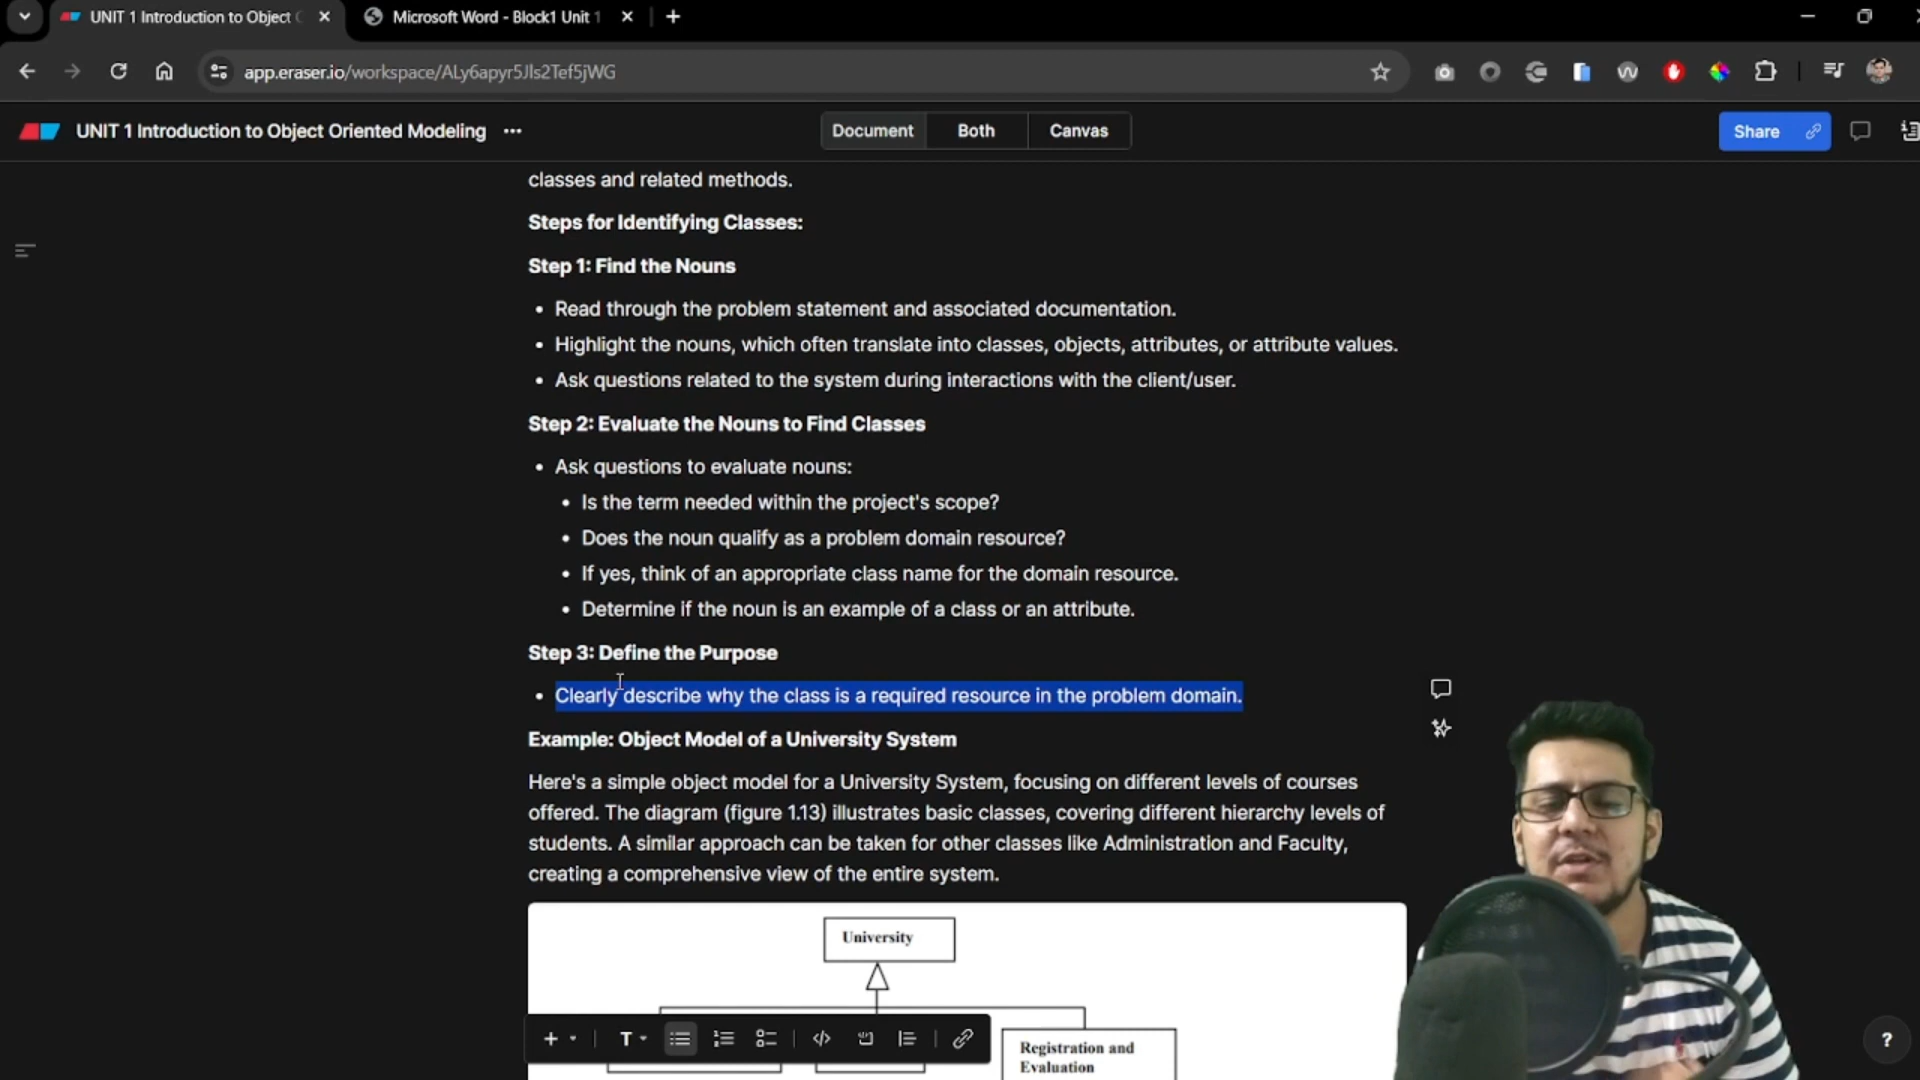 UNIT 1 Introduction to Object
Microsoft Word - Block1 Unit 1
app.eraser.io/workspace/ALy6apyr5Jls2Tef5jWG
UNIT 1 Introduction to Object Oriented Modeling
Document Both Canvas
Share
classes and related methods.
Steps for Identifying Classes:
Step 1: Find the Nouns
• Read through the problem statement and associated documentation.
• Highlight the nouns, which often translate into classes, objects, attributes, or attribute values.
• Ask questions related to the system during interactions with the client/user.
Step 2: Evaluate the Nouns to Find Classes
• Ask questions to evaluate nouns:
• Is the term needed within the project's scope?
• Does the noun qualify as a problem domain resource?
• If yes, think of an appropriate class name for the domain resource.
• Determine if the noun is an example of a class or an attribute.
Step 3: Define the Purpose
• Clearly describe why the class is a required resource in the problem domain.
Example: Object Model of a University System
Here's a simple object model for a University System, focusing on different levels of courses
offered. The diagram (figure 1.13) illustrates basic classes, covering different hierarchy levels of
students. A similar approach can be taken for other classes like Administration and Faculty,
creating a comprehensive view of the entire system.
University
T
Registration and
Evaluation
?